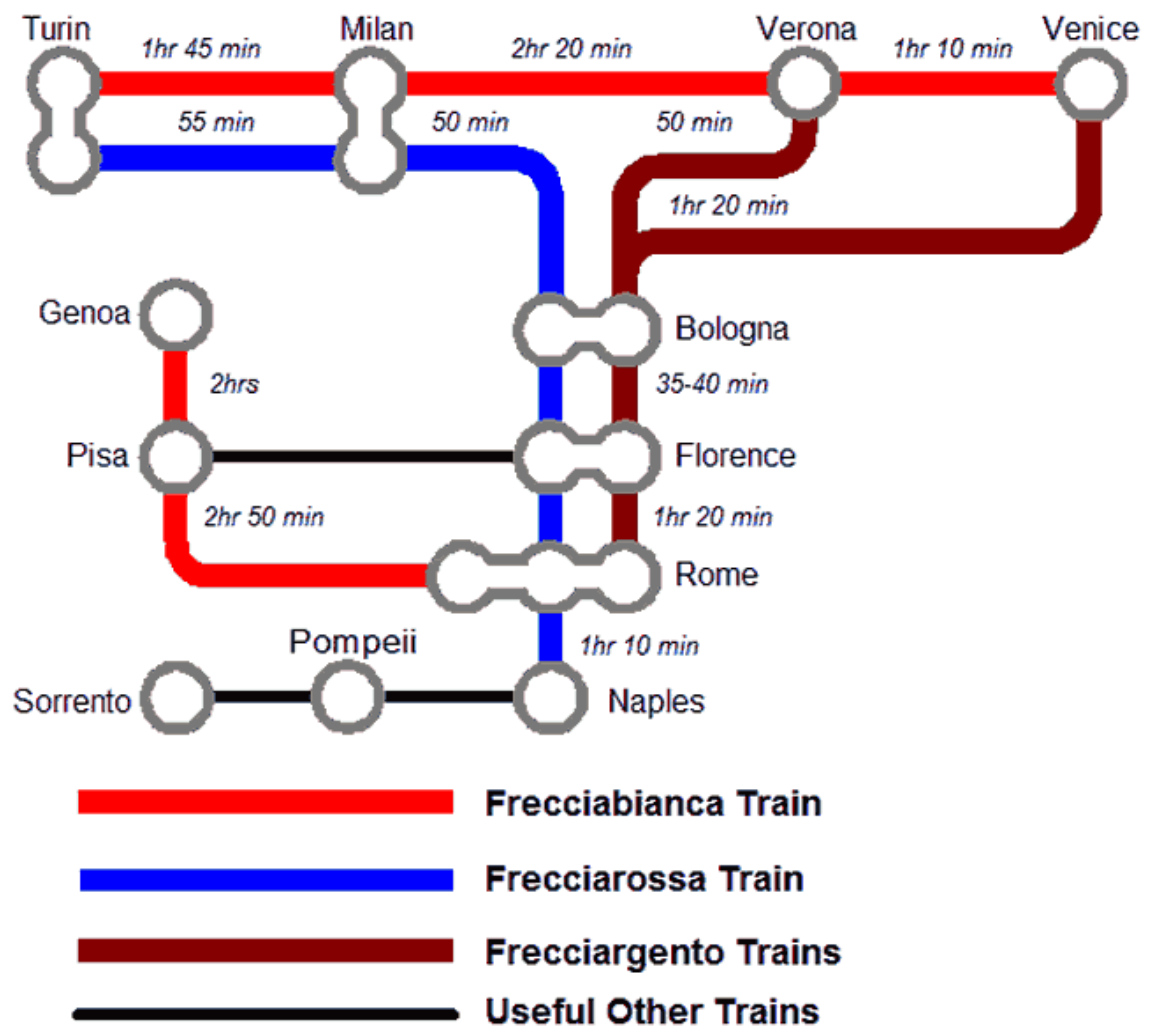 Turin
Milan
Verona
Venice
1hr 45 min
2hr 20 min
1hr 10 min
55 min
50 min
50 min
1hr 20 min
Genoa
Bologna
2hrs
35-40 min
Pisa
Florence
2hr 50 min
1hr 20 min
Rome
Pompeii
1hr 10 min
Sorrento
Naples
Frecciabianca Train
Frecciarossa Train
Frecciargento Trains
Useful Other Trains